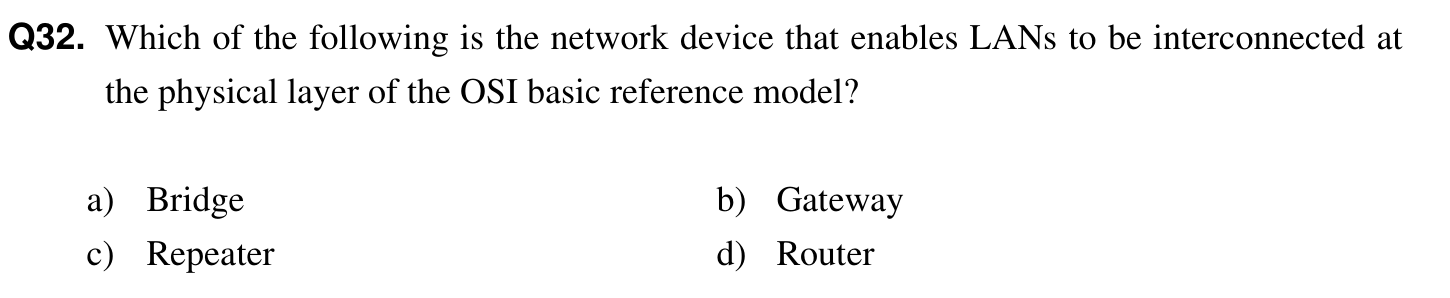 Q32. Which of the following is the network device that enables LANs to be interconnected at
the physical layer of the OSI basic reference model?
a) Bridge b) Gateway
c) Repeater d) Router